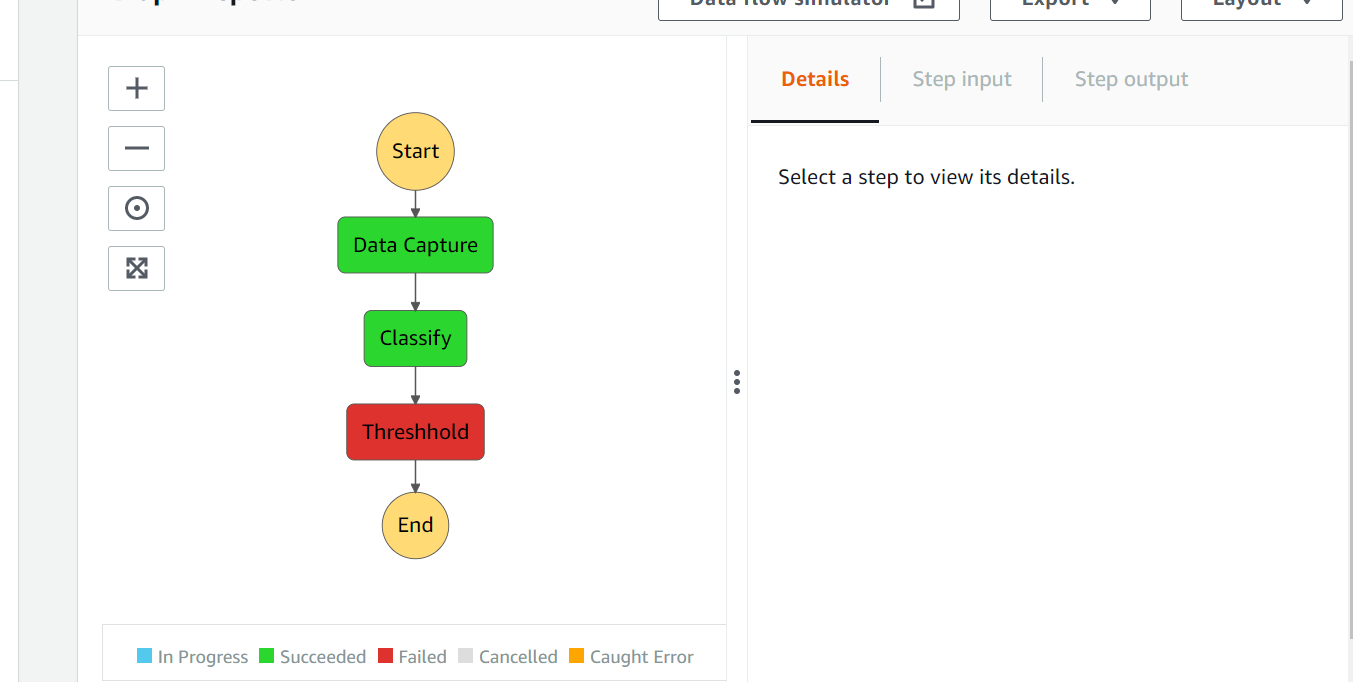 Data flow simulator
Export
Layout
Details
Step input
Step output
Select a step to view its details.
Start
Data Capture
Classify
Threshhold
End
In Progress
Succeeded
Failed
Cancelled
Caught Error